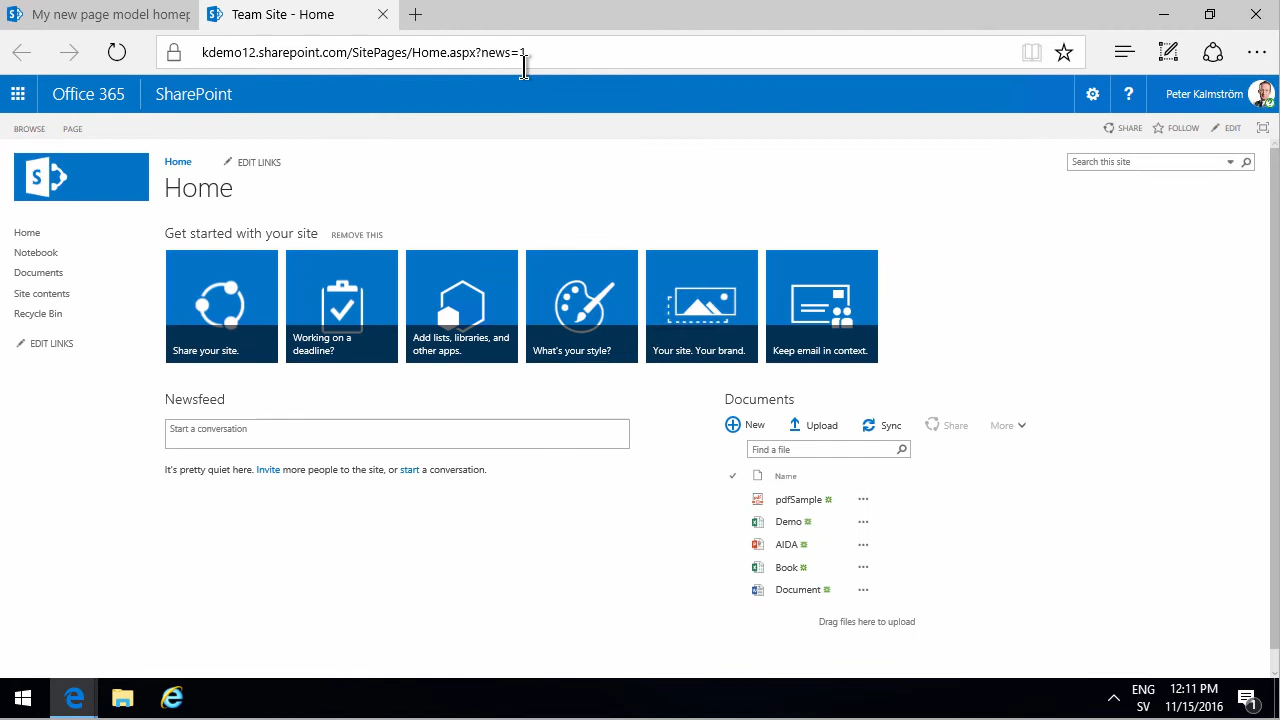 My new page model homep
Team Site - Home
kdemo12.sharepoint.com/SitePages/Home.aspx?news=1
Office 365
SharePoint
?
Peter Kalmström
BROWSE
PAGE
SHARE
FOLLOW
EDIT
S
Home
EDIT LINKS
Search this site
Home
Home
Notebook
Documents
Site contents
Recycle Bin
EDIT LINKS
Get started with your site
REMOVE THIS
Share your site.
Working on a
deadline?
Add lists, libraries, and
other apps.
What's your style?
Your site. Your brand.
Keep email in context.
Newsfeed
Start a conversation
It's pretty quiet here. Invite more people to the site, or start a conversation.
Documents
New
Upload
Sync
Share
More
Find a file
Name
pdfSample
Demo
AIDA
Book
Document
Drag files here to upload
ENG
SV
12:11 PM
11/15/2016
1